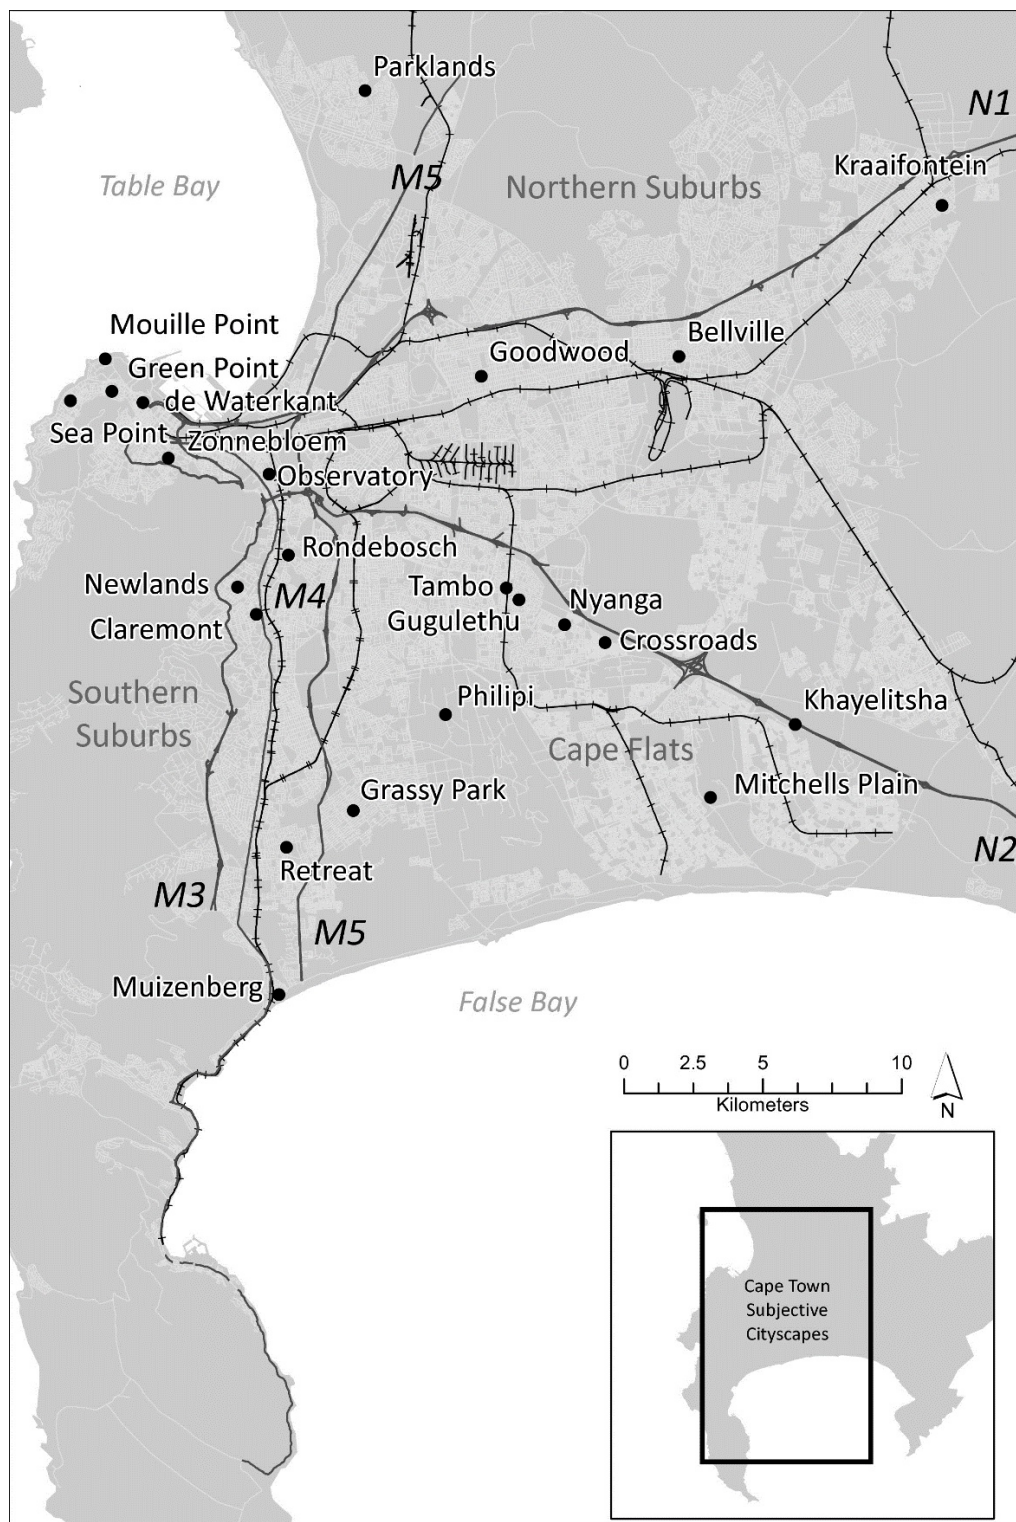 Parklands
N1
Kraaifontein
M5
Table Bay
Northern Suburbs
Mouille Point
Green Point
Goodwood
Bellville
de Waterkant
Sea Point
Zonnebloem
Observatory
Rondebosch
Newlands
M4
Tambo
Nyanga
Claremont
Gugulethu
Crossroads
Southern
Suburbs
Philipi
Khayelitsha
Cape Flats
Grassy Park
Mitchells Plain
N2
Retreat
M3
M5
Muizenberg
False Bay
0 2.5 5 10
Kilometers
N
Cape Town
Subjective
Cityscapes